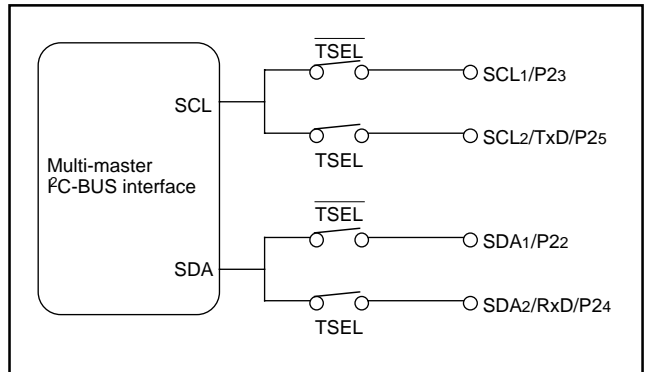 TSEL
SCL1/P23
SCL
SCL2/TxD/P25
TSEL
Multi-master
I2C-BUS interface
TSEL
SDA1/P22
SDA
SDA2/RxD/P24
TSEL